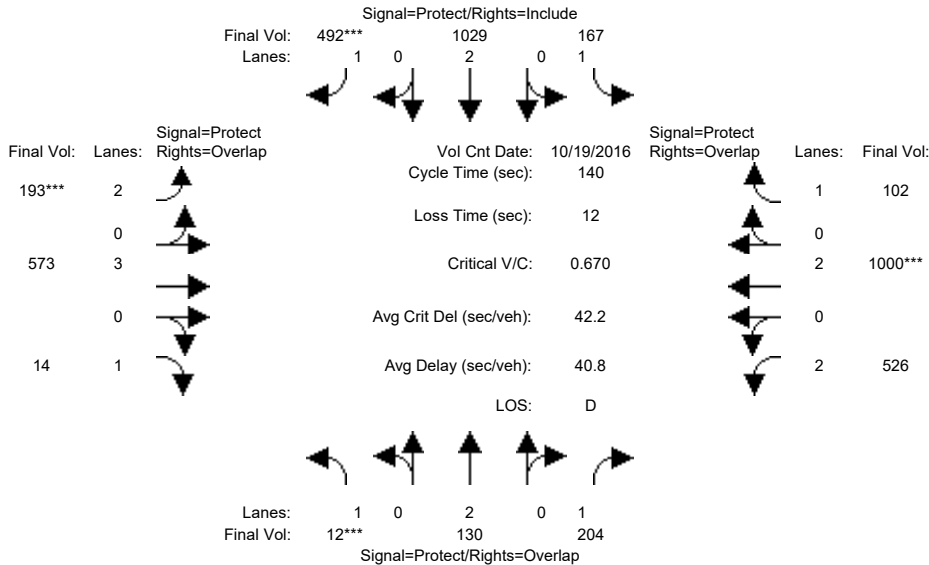 Signal=Protect/Rights=Include
Final Vol: 492*** 1029 167
Lanes: 1 0 2 0 1
Signal=Protect Signal=Protect
Final Vol: Lanes: Rights=Overlap Vol Cnt Date: 10/19/2016 Rights=Overlap Lanes: Final Vol:
Cycle Time (sec): 140
193*** 2 1 102
Loss Time (sec): 12
0 0
573 3 Critical V/C: 0.670 2 1000***
0 Avg Crit Del (sec/veh): 42.2 0
14 1 Avg Delay (sec/veh): 40.8 2 526
LOS: D
Lanes: 1 0 2 0 1
Final Vol: 12*** 130 204
Signal=Protect/Rights=Overlap